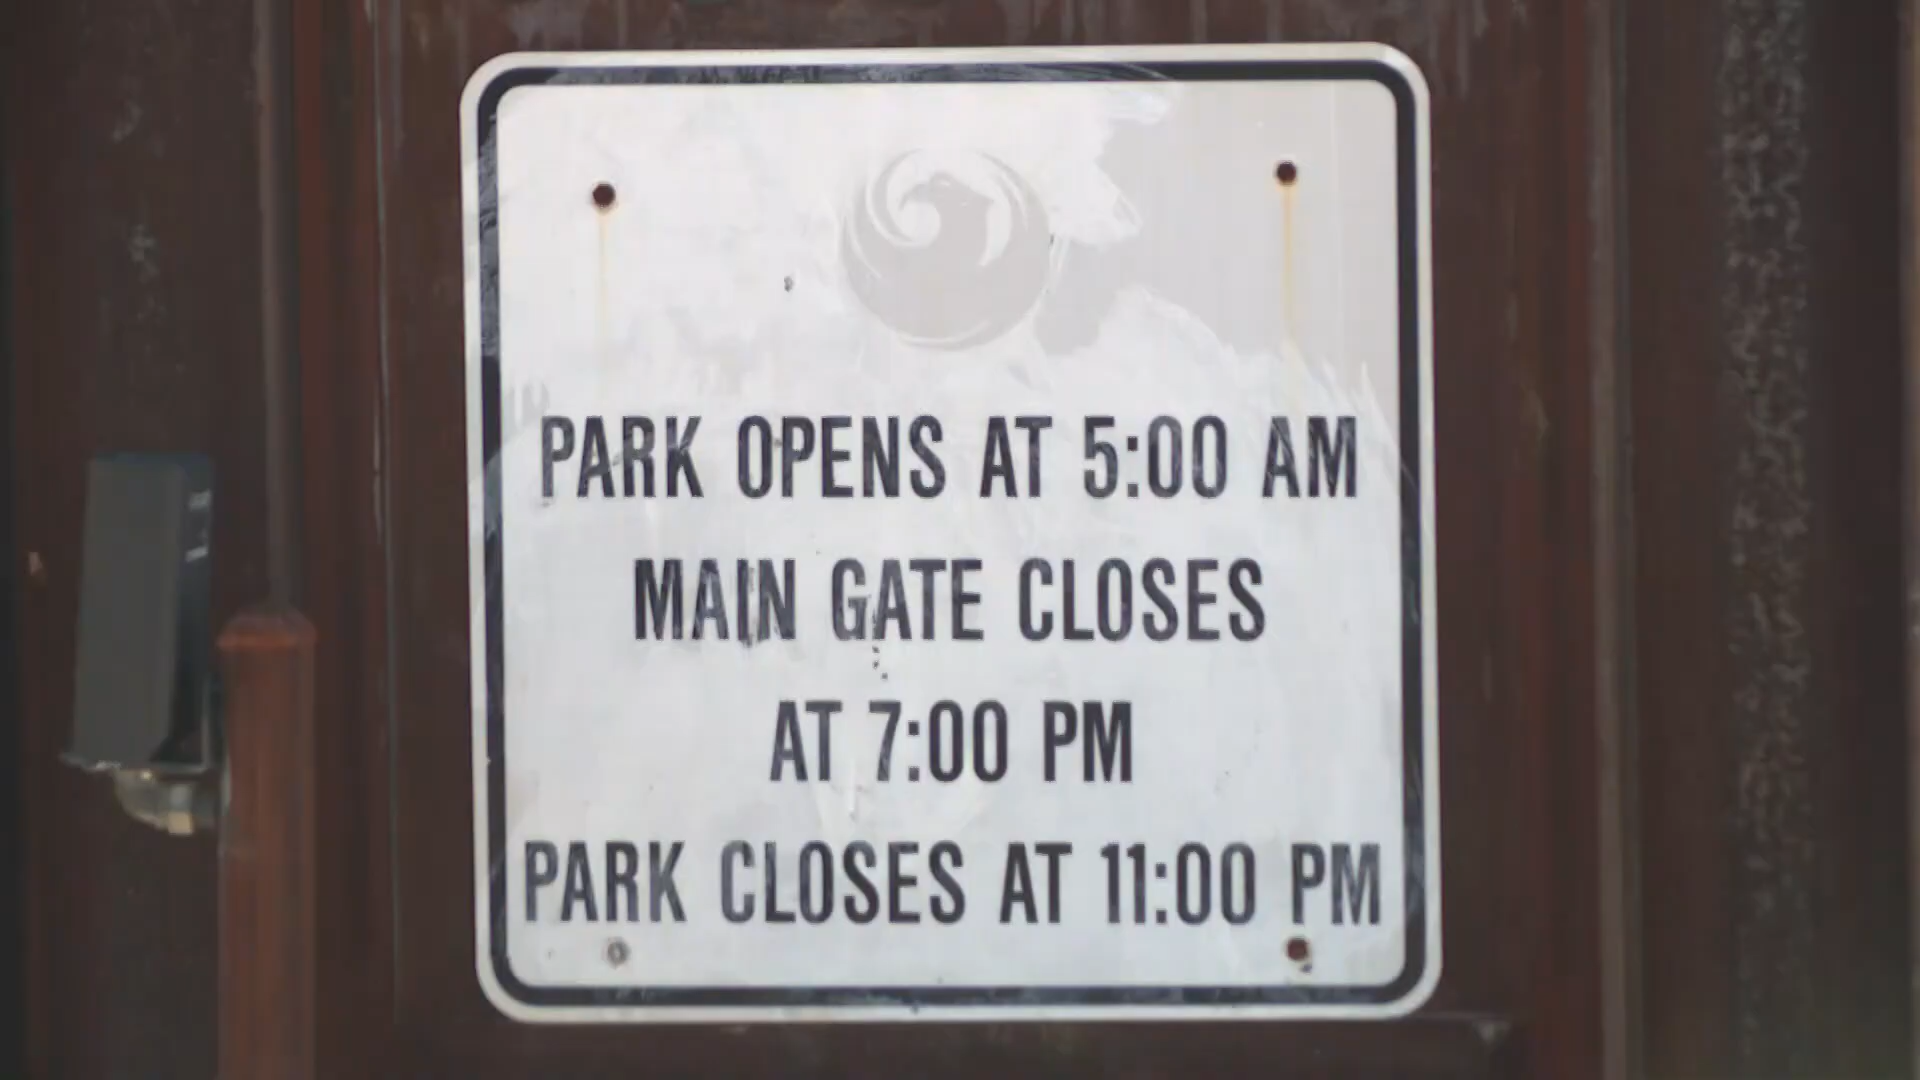 PARK OPENS AT 5:00 AM
MAIN GATE CLOSES
AT 7:00 PM
PARK CLOSES AT 11:00 PM